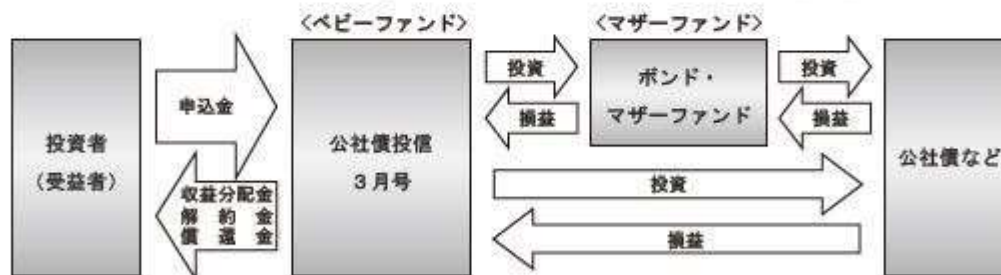 <ベビーファンド>
<マザーファンド>
投資者
(受益者)
申込金
収益分配金
解約金
償還金
公社債投信
3月号
投資
損益
ボンド・
マザーファンド
投資
損益
投資
損益
公社債など